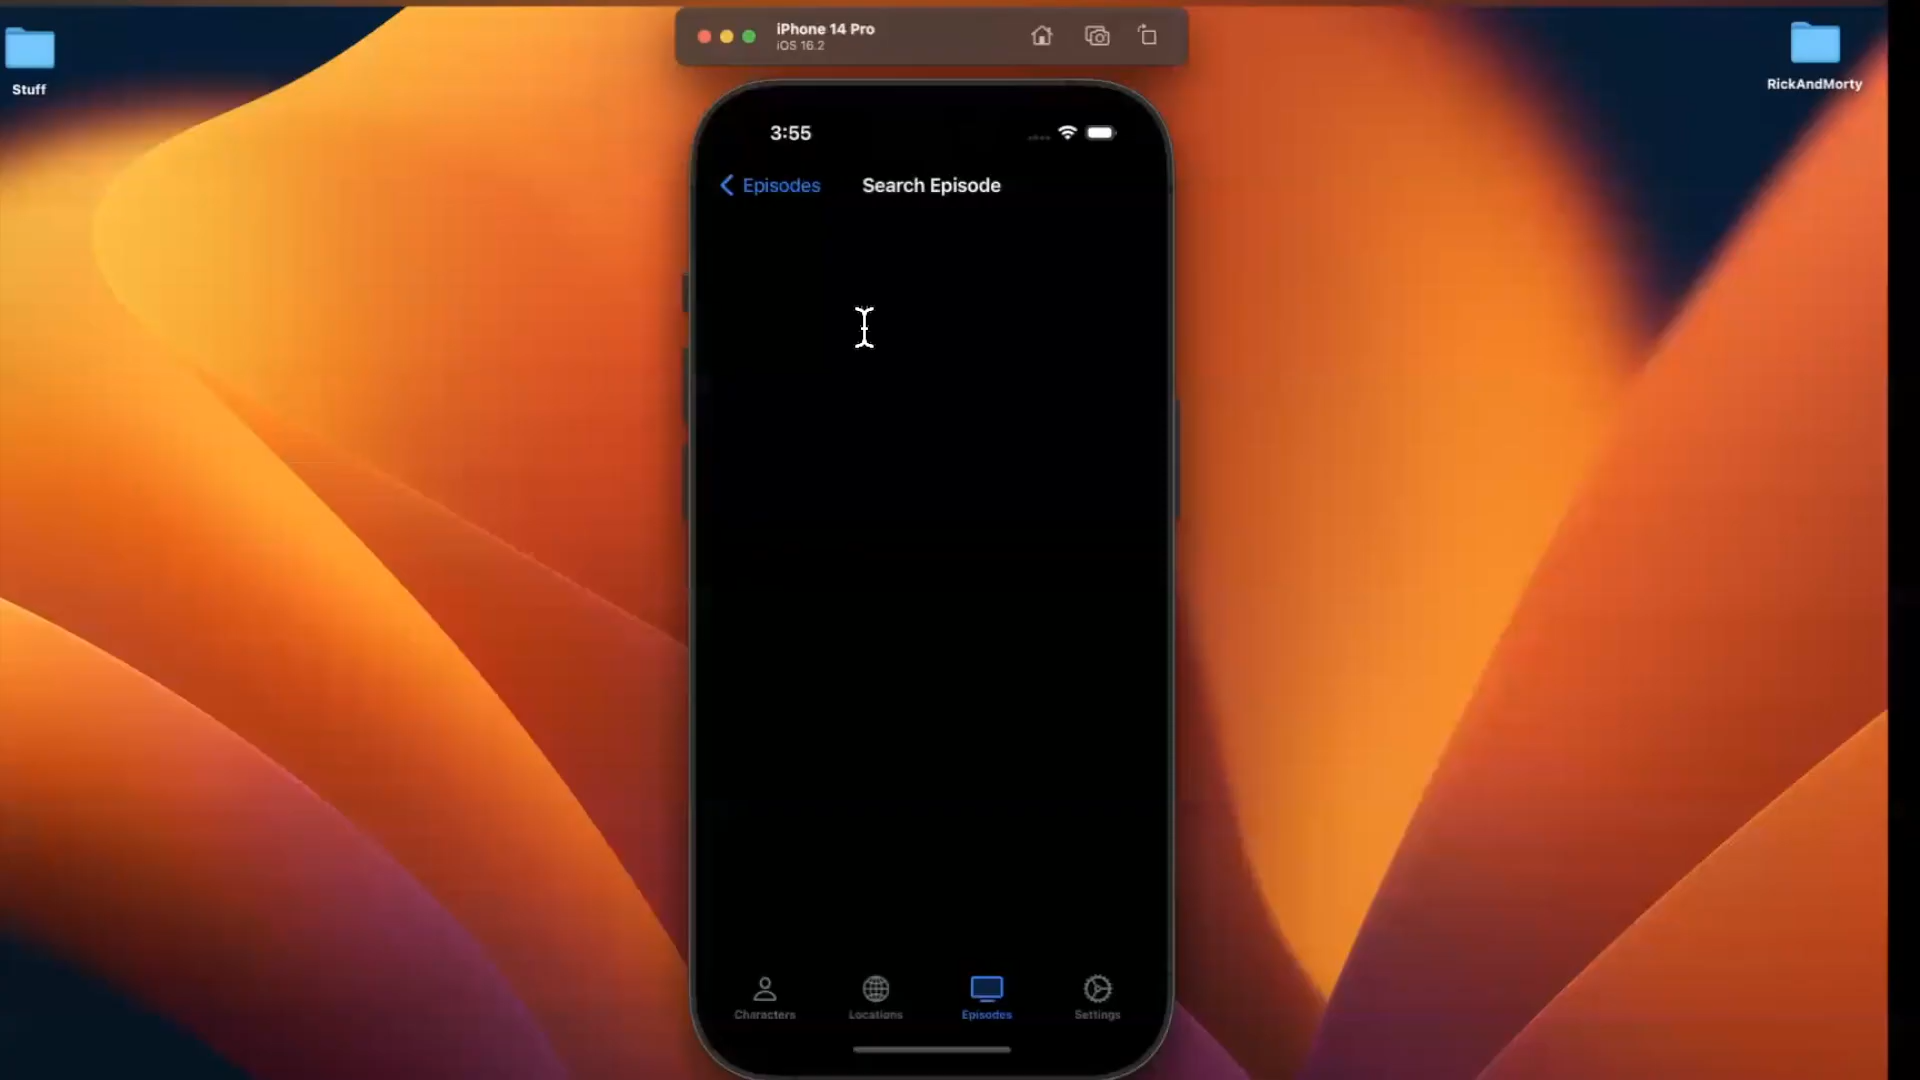 iPhone 14 Pro
iOS 16.2
Stuff
RickAndMorty
3:55
Episodes
Search Episode
Characters
Locations
Episodes
Settings